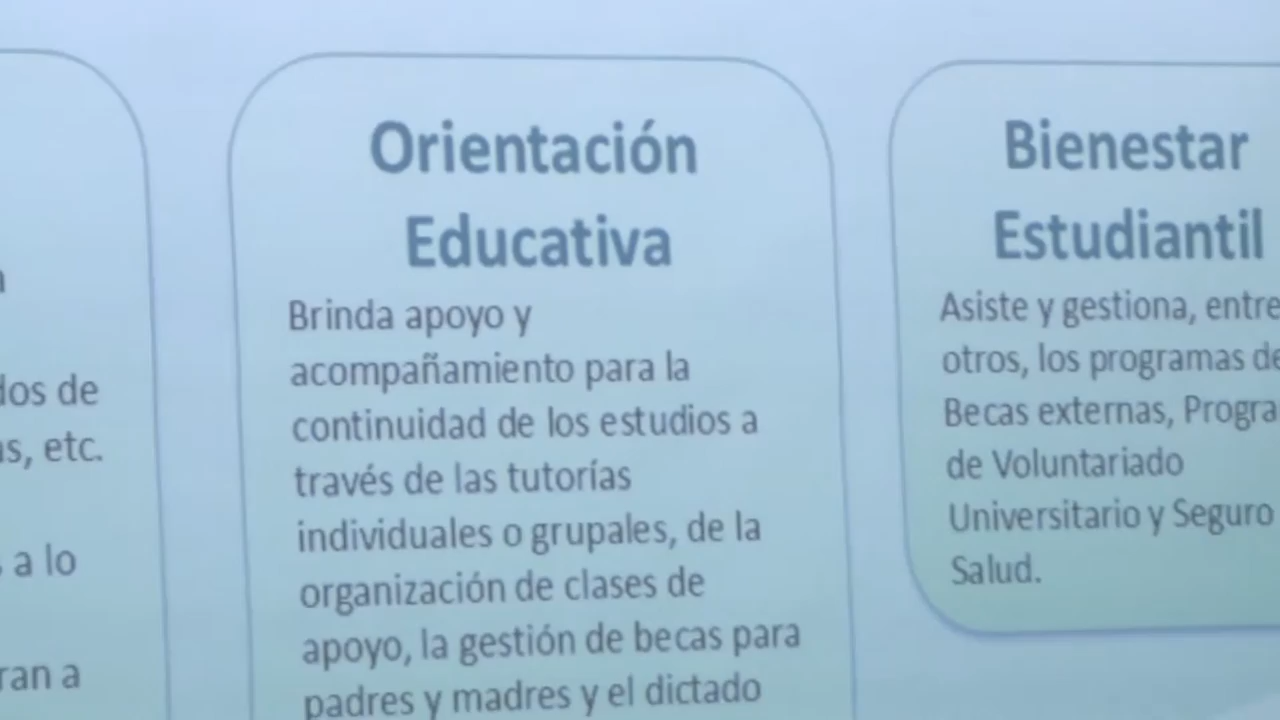 dos de
etc.
a lo
a
Orientación
Educativa
Brinda apoyo y
acompañamiento para la
continuidad de los estudios a
través de las tutorías
individuales o grupales, de la
organización de clases de
apoyo, la gestión de becas para
padres y madres y el dictado
Bienestar
Estudiantil
Asiste y gestiona, entre
otros, los programas de
Becas externas, Progra
de Voluntariado
Universitario y Seguro
Salud.